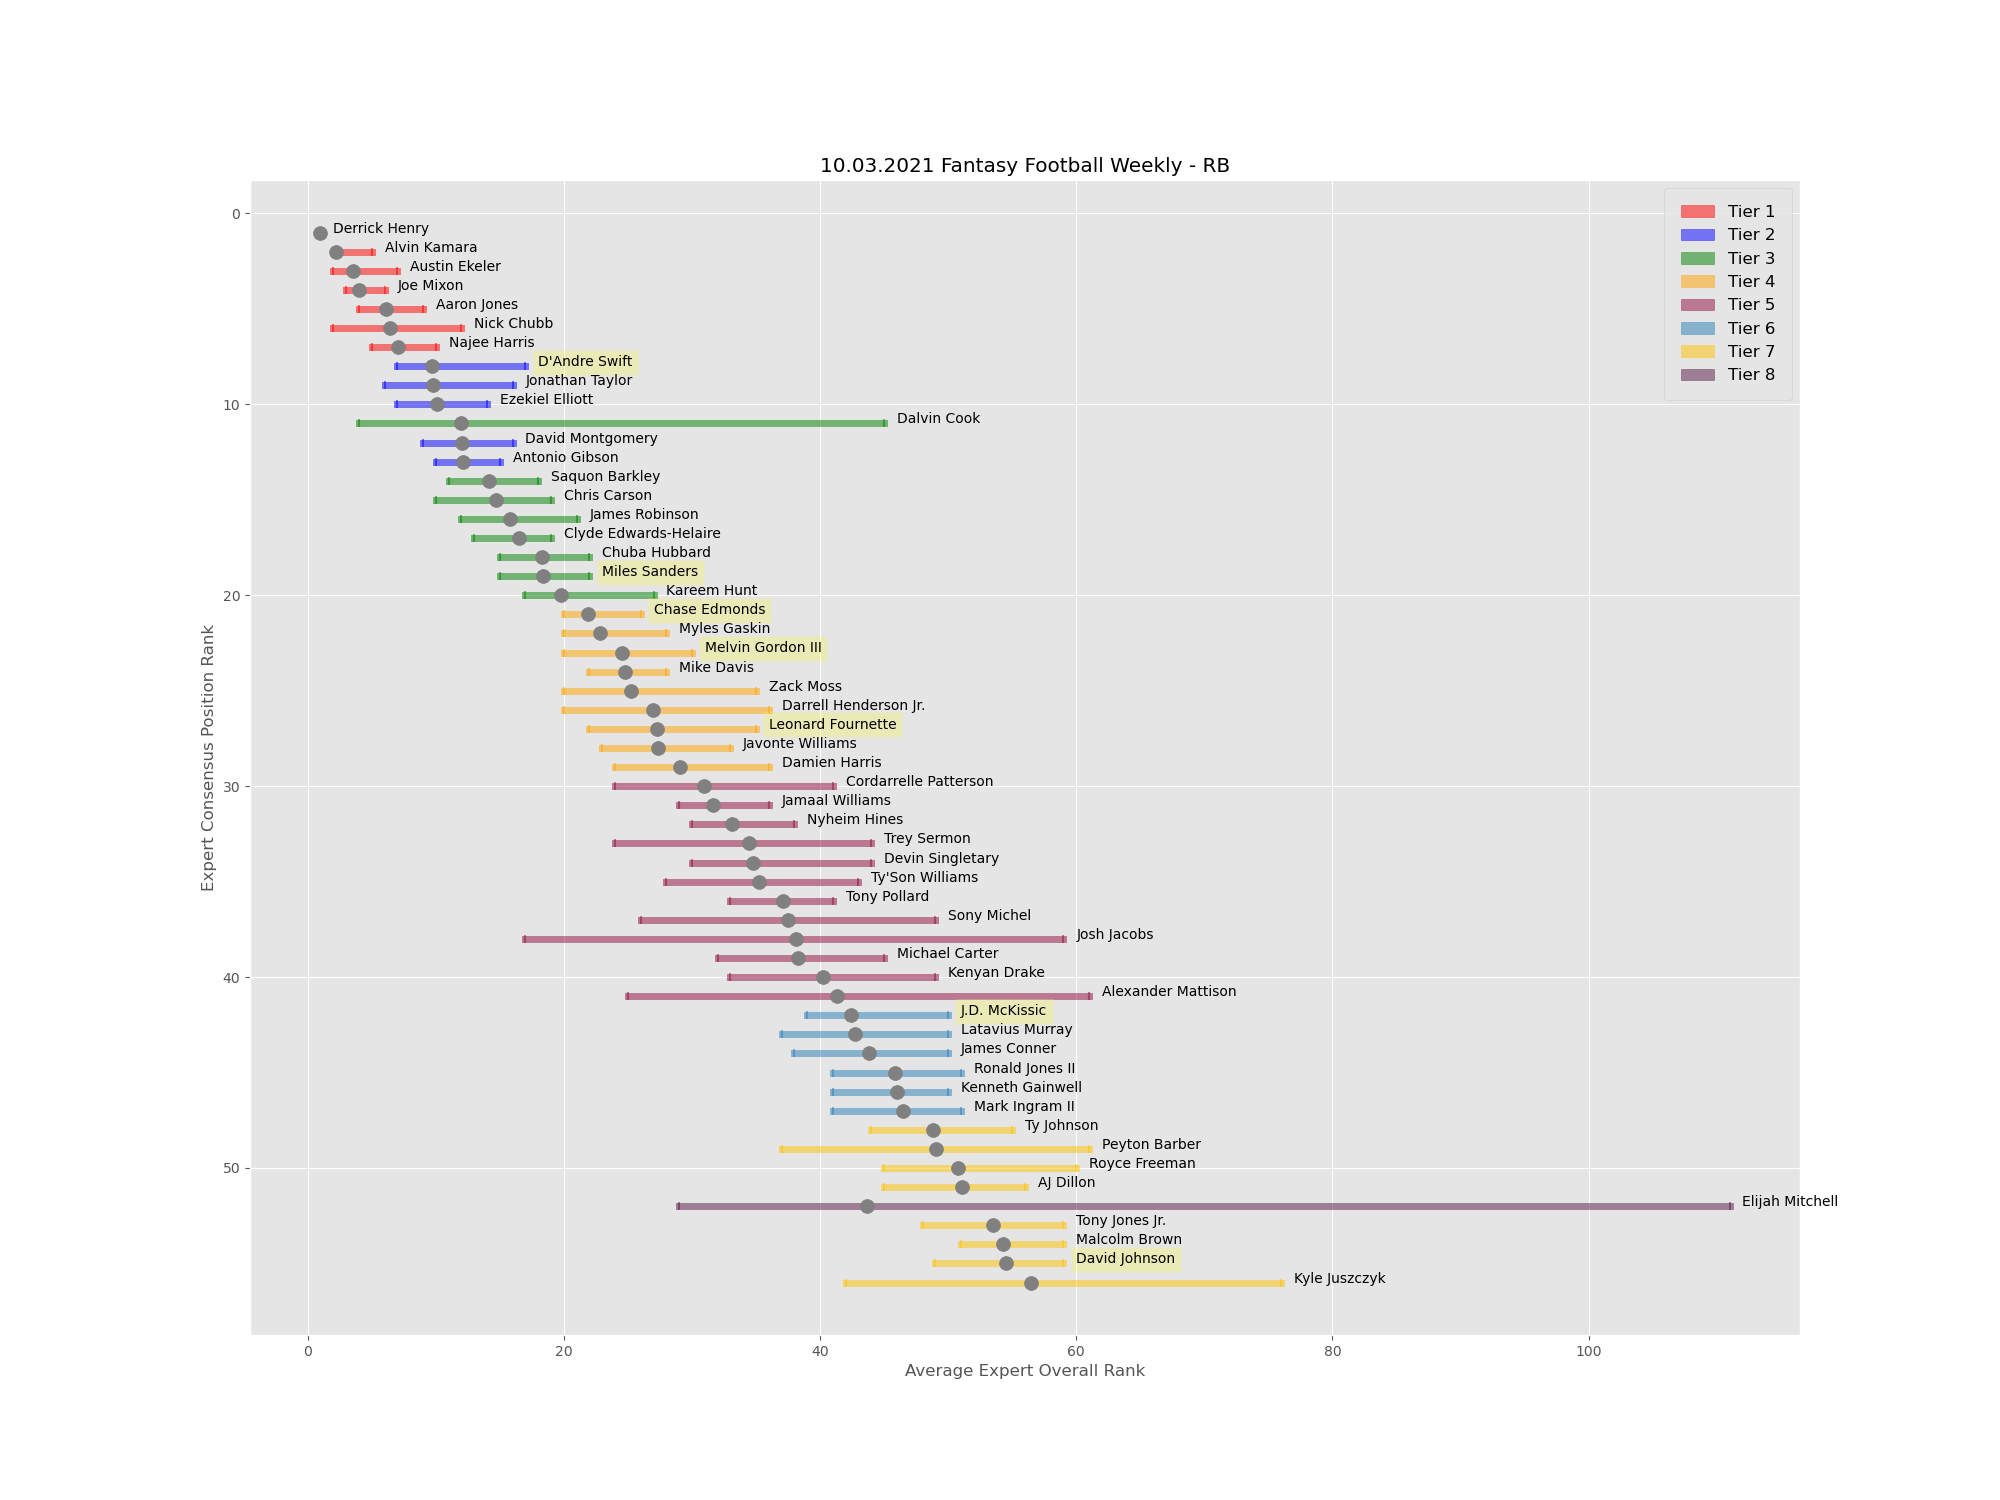 10.03.2021 Fantasy Football Weekly - RB
Tier 1
Tier 2
Tier 3
Tier 4
Tier 5
Tier 6
Tier 7
Tier 8
Expert Consensus Position Rank
0
10
20
30
40
50
Derrick Henry
Alvin Kamara
Austin Ekeler
Joe Mixon
Aaron Jones
Nick Chubb
Najee Harris
D'Andre Swift
Jonathan Taylor
Ezekiel Elliott
Dalvin Cook
David Montgomery
Antonio Gibson
Saquon Barkley
Chris Carson
James Robinson
Clyde Edwards-Helaire
Chuba Hubbard
Miles Sanders
Kareem Hunt
Chase Edmonds
Myles Gaskin
Melvin Gordon III
Mike Davis
Zack Moss
Darrell Henderson Jr.
Leonard Fournette
Javonte Williams
Damien Harris
Cordarrelle Patterson
Jamaal Williams
Nyheim Hines
Trey Sermon
Devin Singletary
Ty'Son Williams
Tony Pollard
Sony Michel
Josh Jacobs
Michael Carter
Kenyan Drake
Alexander Mattison
J.D. McKissic
Latavius Murray
James Conner
Ronald Jones II
Kenneth Gainwell
Mark Ingram II
Ty Johnson
Peyton Barber
Royce Freeman
AJ Dillon
Elijah Mitchell
Tony Jones Jr.
Malcolm Brown
David Johnson
Kyle Juszczyk
0
20
40
60
80
100
Average Expert Overall Rank